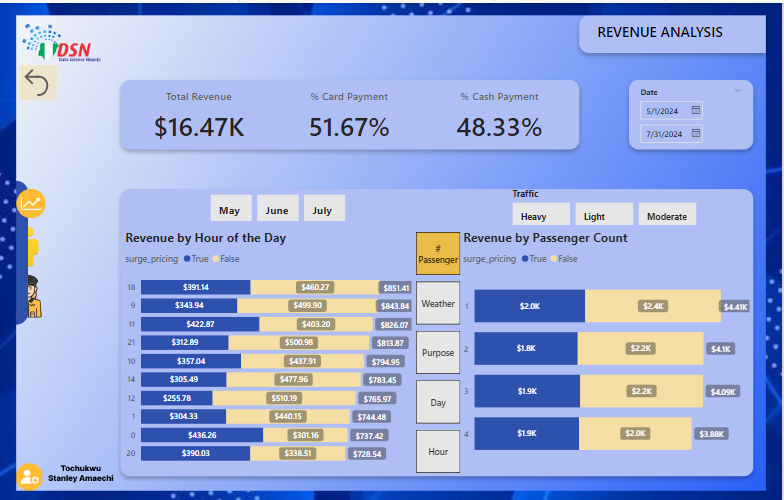 DSN
Data Science Nigeria
REVENUE ANALYSIS
Total Revenue
$16.47K
% Card Payment
51.67%
% Cash Payment
48.33%
Date
5/1/2024
7/31/2024
May June July
Traffic
Heavy Light Moderate
Revenue by Hour of the Day
surge_pricing True False
18 $391.14 $460.27 $851.41
9 $343.94 $499.90 $843.84
11 $422.87 $403.20 $826.07
21 $312.89 $500.98 $813.87
10 $357.04 $437.91 $794.95
14 $305.49 $477.96 $783.45
12 $255.78 $510.19 $765.97
1 $304.33 $440.15 $744.48
0 $436.26 $301.16 $737.42
20 $390.03 $338.51 $728.54
#
Passenger
Weather
Purpose
Day
Hour
Revenue by Passenger Count
surge_pricing True False
1 $2.0K $2.4K $4.41K
2 $1.8K $2.2K $4.1K
3 $1.9K $2.2K $4.09K
4 $1.9K $2.0K $3.88K
Tochukwu
Stanley Amaechi